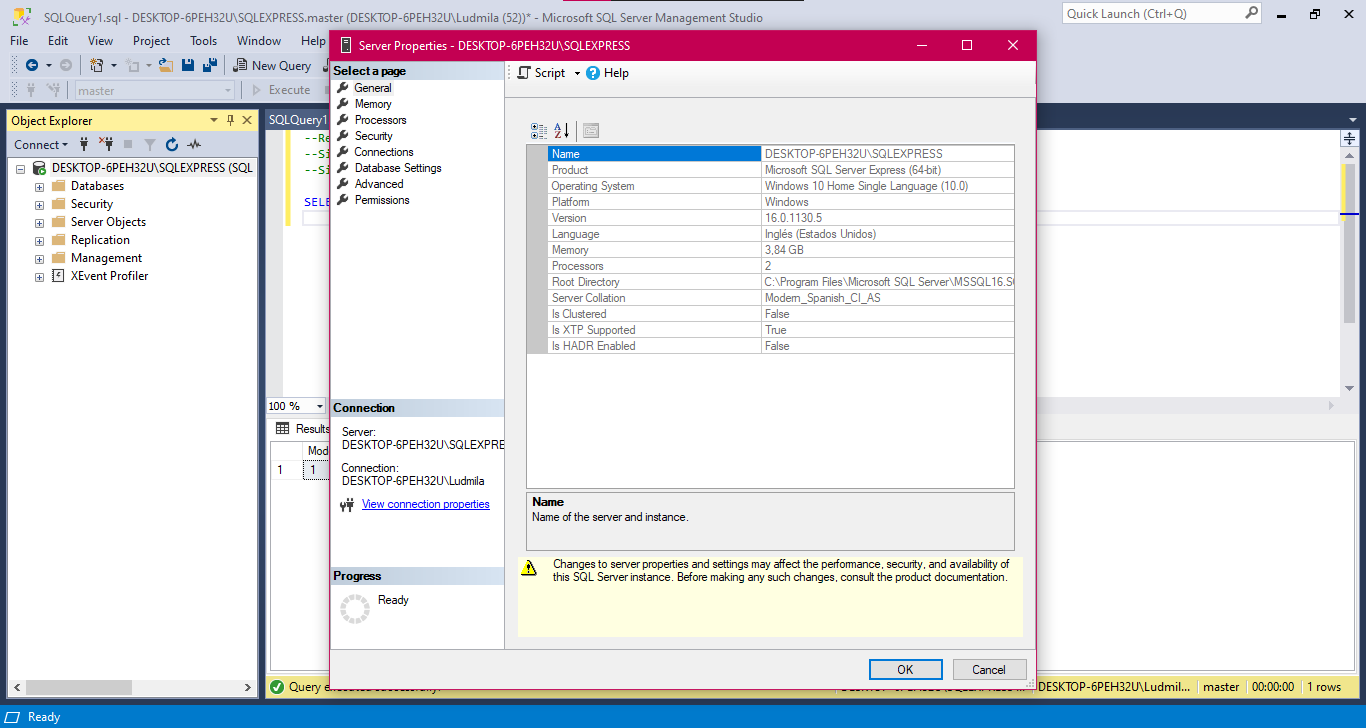 SQLQuery1.sql - DESKTOP-6PEH32U\SQLEXPRESS.master (DESKTOP-6PEH32U\Ludmila (52))* - Microsoft SQL Server Management Studio
Quick Launch (Ctrl+Q)
File Edit View Project Tools Window Help
New Query
master
Execute
Object Explorer
Connect
DESKTOP-6PEH32U\SQLEXPRESS (SQL
Databases
Security
Server Objects
Replication
Management
XEvent Profiler
SQLQuery1
--Re
--Si
--Si
SELE
100 %
Results
Mod
1 1
Server Properties - DESKTOP-6PEH32U\SQLEXPRESS
Select a page
General
Memory
Processors
Security
Connections
Database Settings
Advanced
Permissions
Connection
Server:
DESKTOP-6PEH32U\SQLEXPRE
Connection:
DESKTOP-6PEH32U\Ludmila
View connection properties
Progress
Ready
Script Help
Name DESKTOP-6PEH32U\SQLEXPRESS
Product Microsoft SQL Server Express (64-bit)
Operating System Windows 10 Home Single Language (10.0)
Platform Windows
Version 16.0.1130.5
Language Inglés (Estados Unidos)
Memory 3,84 GB
Processors 2
Root Directory C:\Program Files\Microsoft SQL Server\MSSQL16.S
Server Collation Modern_Spanish_CI_AS
Is Clustered False
Is XTP Supported True
Is HADR Enabled False
Name
Name of the server and instance.
Changes to server properties and settings may affect the performance, security, and availability of
this SQL Server instance. Before making any such changes, consult the product documentation.
OK Cancel
Query executed successfully. DESKTOP-6PEH32U\Ludmil... master 00:00:00 1 rows
Ready